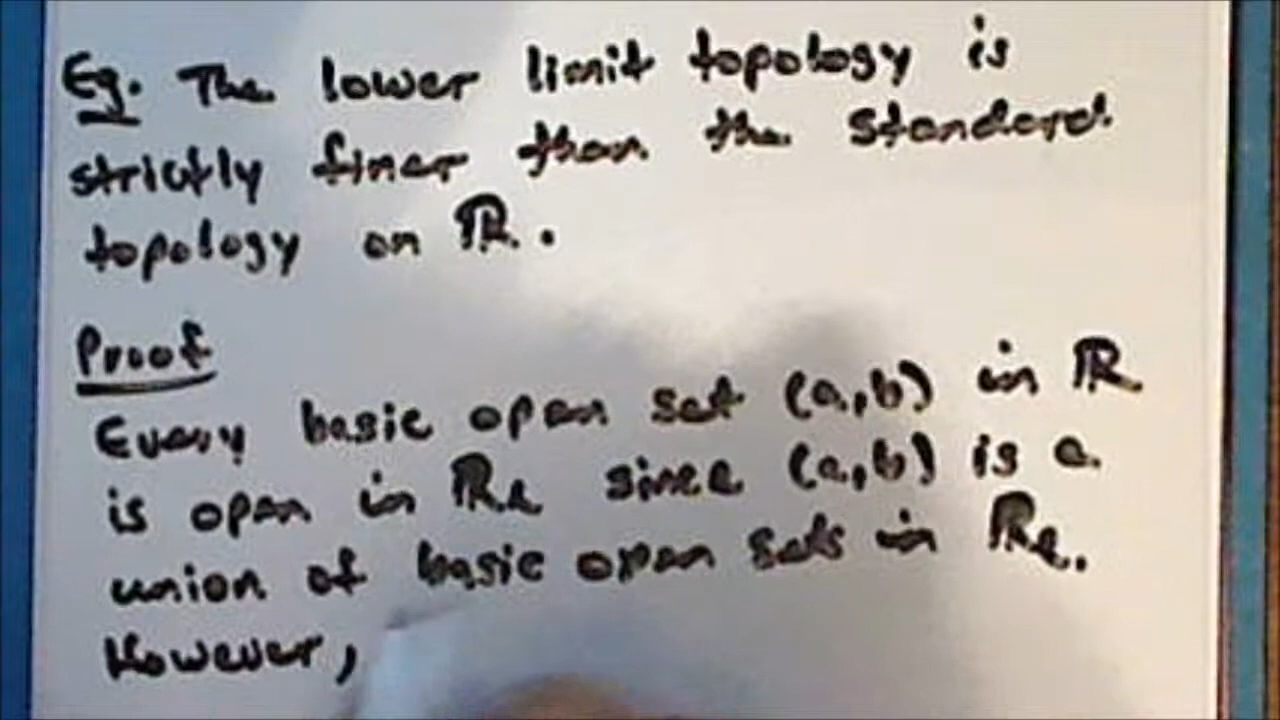 Eg. The lower limit topology is
strictly finer than the standard
topology on ℝ.
Proof
Every basic open set (a,b) in ℝ
is open in ℝℓ since (a,b) is a
union of basic open sets in ℝℓ.
However,